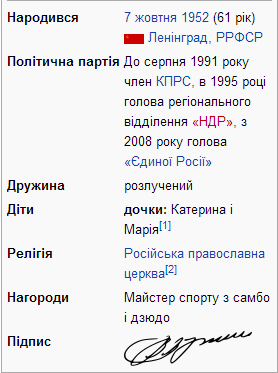 Народився 7 жовтня 1952 (61 рік)
Ленінград, РРФСР
Політична партія До серпня 1991 року
член КПРС, в 1995 році
голова регіонального
відділення «НДР», з
2008 року голова
«Єдиної Росії»
Дружина розлучений
Діти дочки: Катерина і
Марія[1]
Релігія Російська православна
церква[2]
Нагороди Майстер спорту з самбо
і дзюдо
Підпис